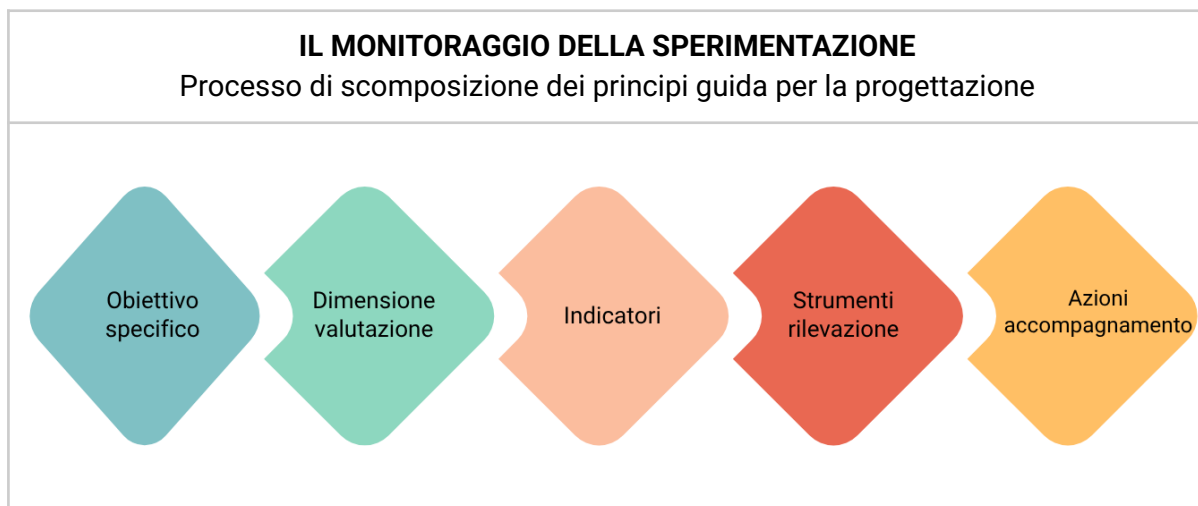 IL MONITORAGGIO DELLA SPERIMENTAZIONE
Processo di scomposizione dei principi guida per la progettazione
Obiettivo
specifico
Dimensione
valutazione
Indicatori
Strumenti
rilevazione
Azioni
accompagnamento